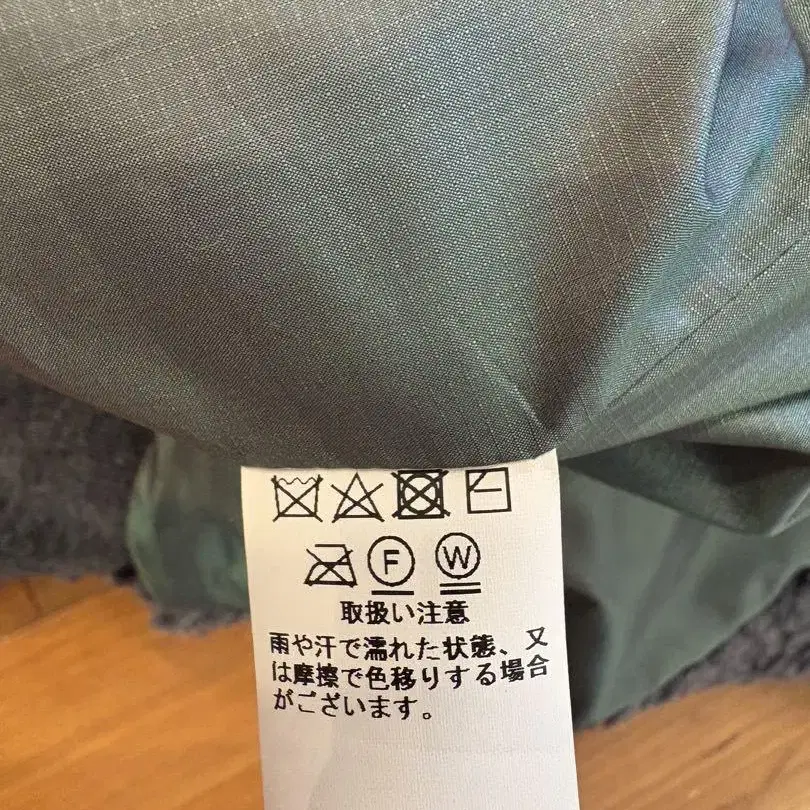 F W
取扱い注意
雨や汗で濡れた状態、又
は摩擦で色移りする場合
がございます。